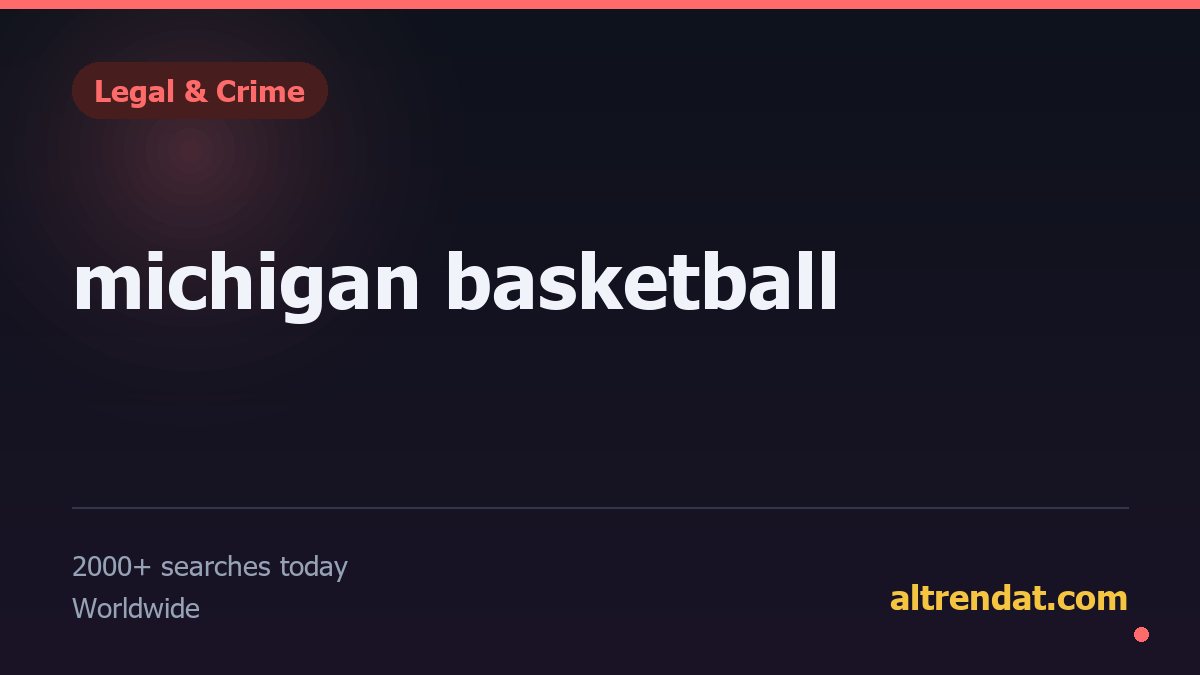 Legal & Crime
michigan basketball
2000+ searches today
Worldwide
altrendat.com